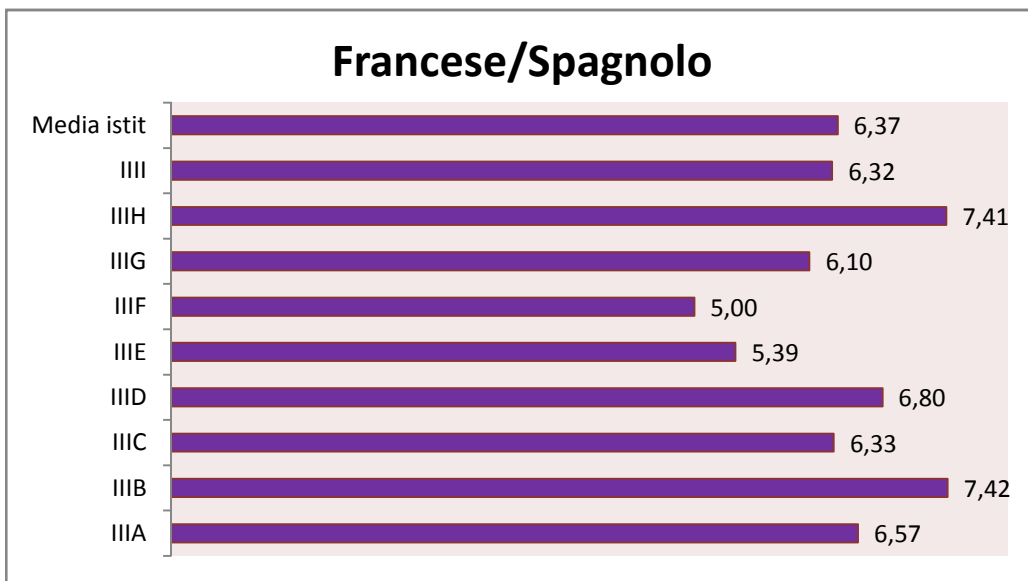 Francese/Spagnolo
Media istit 6,37
IIII 6,32
IIIH 7,41
IIIG 6,10
IIIF 5,00
IIIE 5,39
IIID 6,80
IIIC 6,33
IIIB 7,42
IIIA 6,57